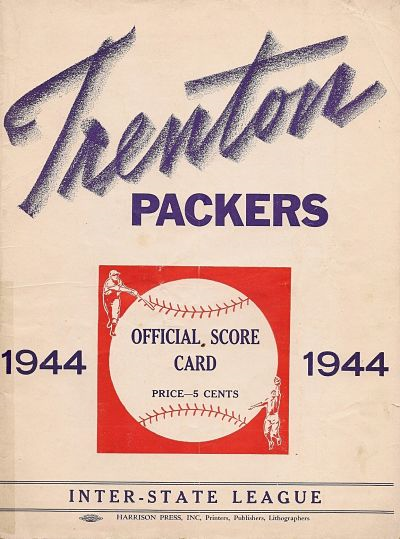 Trenton
PACKERS
OFFICIAL SCORE
CARD
PRICE—5 CENTS
1944
1944
INTER-STATE LEAGUE
HARRISON PRESS, INC, Printers, Publishers, Lithographers